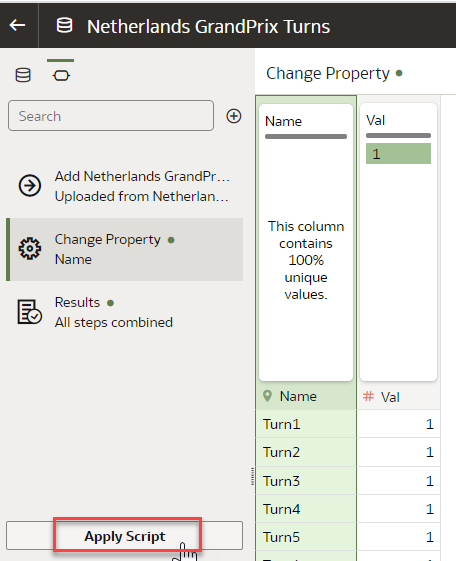 Netherlands GrandPrix Turns
Search
Add Netherlands GrandPr...
Uploaded from Netherlan...
Change Property
Name
Results
All steps combined
Apply Script
Change Property
Name
Val
1
This column
contains
100%
unique
values.
Name
# Val
Turn1 1
Turn2 1
Turn3 1
Turn4 1
Turn5 1